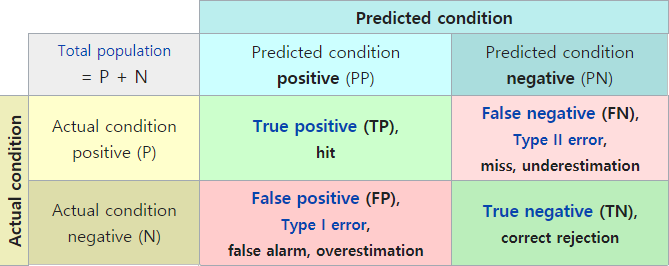 Predicted condition
Total population
= P + N
Predicted condition
positive (PP)
Predicted condition
negative (PN)
Actual condition
Actual condition
positive (P)
True positive (TP),
hit
False negative (FN),
Type II error,
miss, underestimation
Actual condition
negative (N)
False positive (FP),
Type I error,
false alarm, overestimation
True negative (TN),
correct rejection